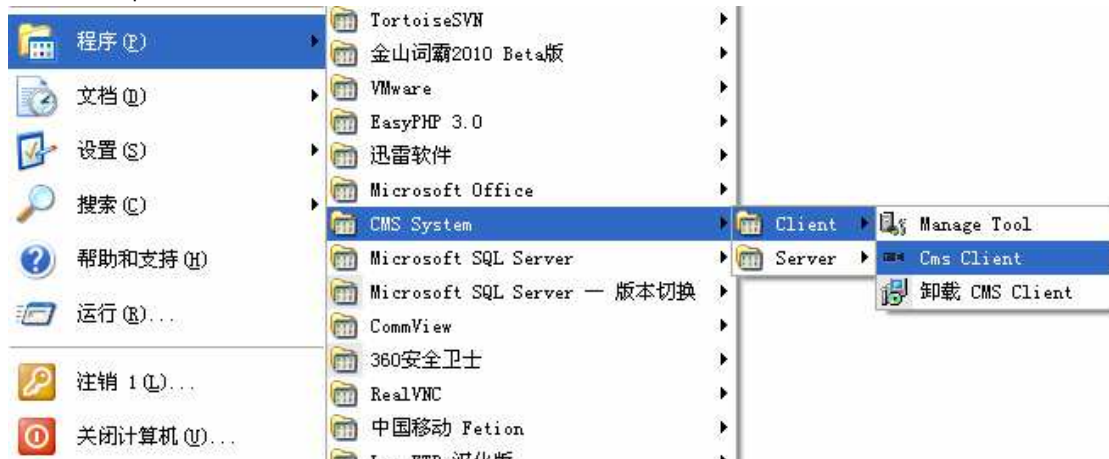 程序(P)
文档(D)
设置(S)
搜索(C)
帮助和支持(H)
运行(R)...
注销 1(L)...
关闭计算机(U)...
TortoiseSVN
金山词霸2010 Beta版
VMware
EasyPHP 3.0
迅雷软件
Microsoft Office
CMS System
Microsoft SQL Server
Microsoft SQL Server — 版本切换
CommView
360安全卫士
RealVNC
中国移动 Fetion
Client
Server
Manage Tool
Cms Client
卸载 CMS Client